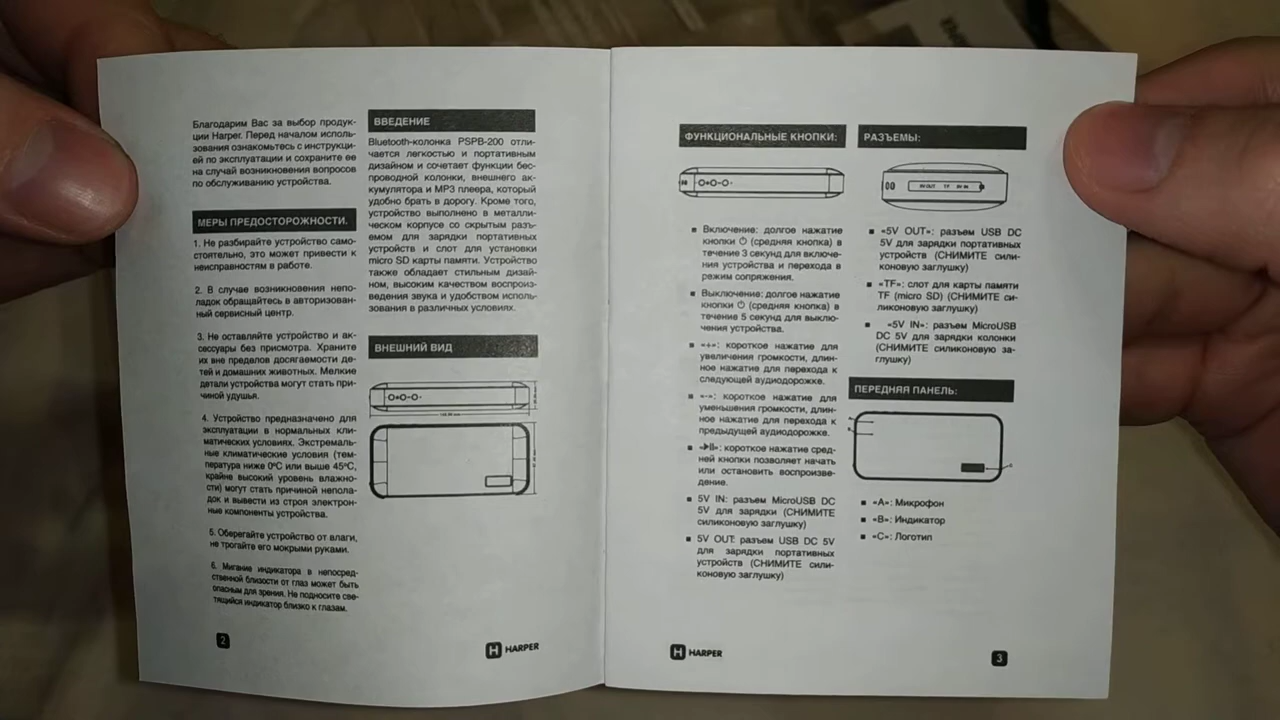 Благодарим Вас за выбор продук-
ции Harper. Перед началом исполь-
зования ознакомьтесь с инструкци-
ей по эксплуатации и сохраните ее
на случай возникновения вопросов
по обслуживанию устройства.
МЕРЫ ПРЕДОСТОРОЖНОСТИ.
1. Не разбирайте устройство само-
стоятельно, это может привести к
неисправностям в работе.
2. В случае возникновения непо-
ладок обращайтесь в авторизован-
ный сервисный центр.
3. Не оставляйте устройство и ак-
сессуары без присмотра. Храните
их вне пределов досягаемости де-
тей и домашних животных. Мелкие
детали устройства могут стать при-
чиной удушья.
4. Устройство предназначено для
эксплуатации в нормальных кли-
матических условиях. Экстремаль-
ные климатические условия (тем-
пература ниже 0ºC или выше 45ºC,
крайне высокий уровень влажно-
сти) могут стать причиной непола-
док и вывести из строя электрон-
ные компоненты устройства.
5. Оберегайте устройство от влаги,
не трогайте его мокрыми руками.
6. Мигание индикатора в непосред-
ственной близости от глаз может быть
опасным для зрения. Не подносите све-
тящийся индикатор близко к глазам.
2
ВВЕДЕНИЕ
Bluetooth-колонка PSPB-200 отли-
чается легкостью и портативным
дизайном и сочетает функции бес-
проводной колонки, внешнего ак-
кумулятора и MP3 плеера, который
удобно брать в дорогу. Кроме того,
устройство выполнено в металли-
ческом корпусе со скрытым разъ-
емом для зарядки портативных
устройств и слот для установки
micro SD карты памяти. Устройство
также обладает стильным дизай-
ном, высоким качеством воспроиз-
ведения звука и удобством исполь-
зования в различных условиях.
ВНЕШНИЙ ВИД
H HARPER
ФУНКЦИОНАЛЬНЫЕ КНОПКИ:
■ Включение: долгое нажатие
кнопки ⏻ (средняя кнопка) в
течение 3 секунд для включе-
ния устройства и перехода в
режим сопряжения.
■ Выключение: долгое нажатие
кнопки ⏻ (средняя кнопка) в
течение 5 секунд для выклю-
чения устройства.
■ «+»: короткое нажатие для
увеличения громкости, длин-
ное нажатие для перехода к
следующей аудиодорожке.
■ «-»: короткое нажатие для
уменьшения громкости, длин-
ное нажатие для перехода к
предыдущей аудиодорожке.
■ «▶II»: короткое нажатие сред-
ней кнопки позволяет начать
или остановить воспроизве-
дение.
■ 5V IN: разъем MicroUSB DC
5V для зарядки (СНИМИТЕ
силиконовую заглушку)
■ 5V OUT: разъем USB DC 5V
для зарядки портативных
устройств (СНИМИТЕ сили-
коновую заглушку)
H HARPER
РАЗЪЕМЫ:
5V OUT TF 5V IN
■ «5V OUT»: разъем USB DC
5V для зарядки портативных
устройств (СНИМИТЕ сили-
коновую заглушку)
■ «TF»: слот для карты памяти
TF (micro SD) (СНИМИТЕ си-
ликоновую заглушку)
■ «5V IN»: разъем MicroUSB
DC 5V для зарядки колонки
(СНИМИТЕ силиконовую за-
глушку)
ПЕРЕДНЯЯ ПАНЕЛЬ:
■ «A»: Микрофон
■ «B»: Индикатор
■ «C»: Логотип
3